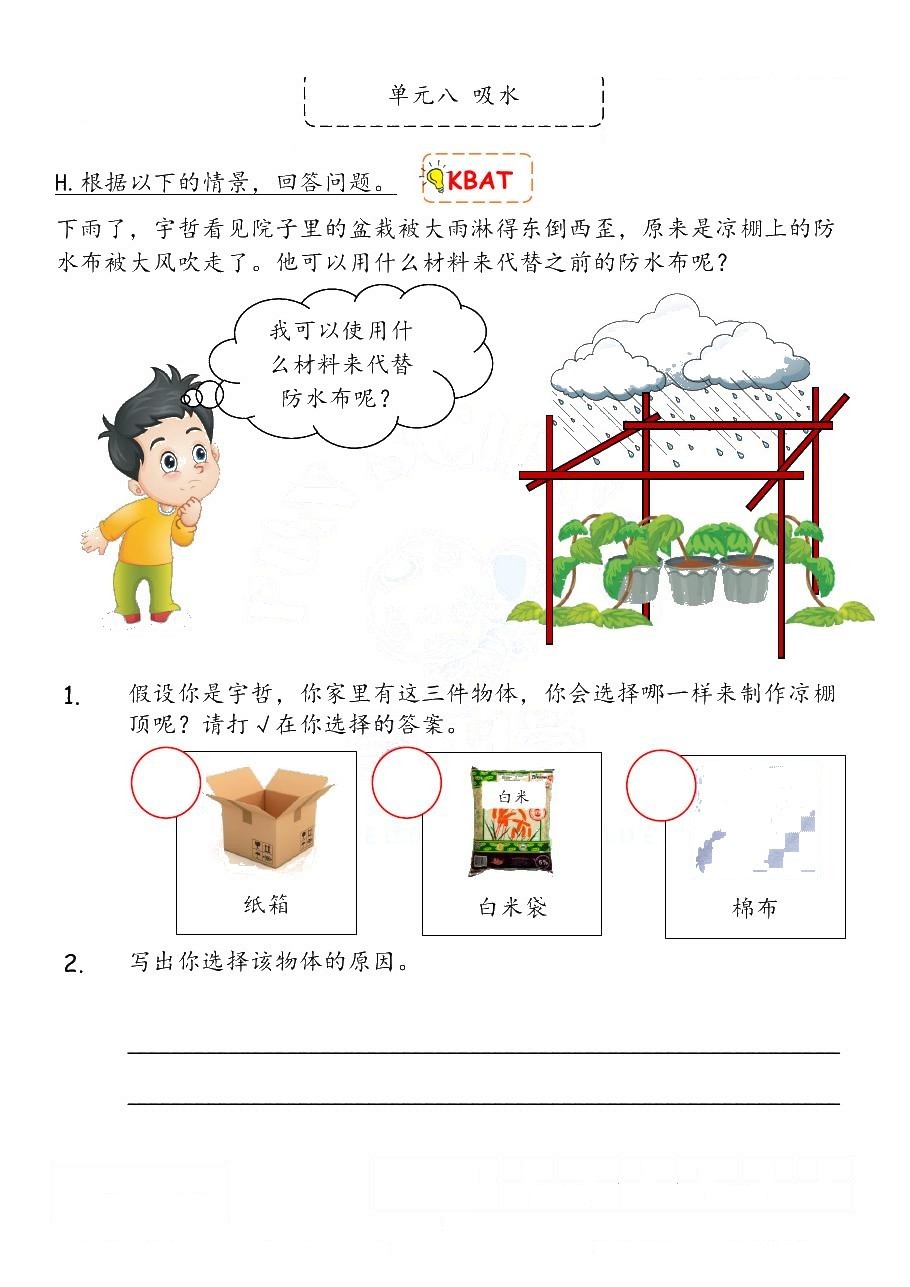 单元八 吸水
H. 根据以下的情景，回答问题。
KBAT
下雨了，宇哲看见院子里的盆栽被大雨淋得东倒西歪，原来是凉棚上的防
水布被大风吹走了。他可以用什么材料来代替之前的防水布呢？
我可以使用什
么材料来代替
防水布呢？
1. 假设你是宇哲，你家里有这三件物体，你会选择哪一样来制作凉棚
顶呢？请打 √ 在你选择的答案。
白米
5%
纸箱
白米袋
棉布
2. 写出你选择该物体的原因。